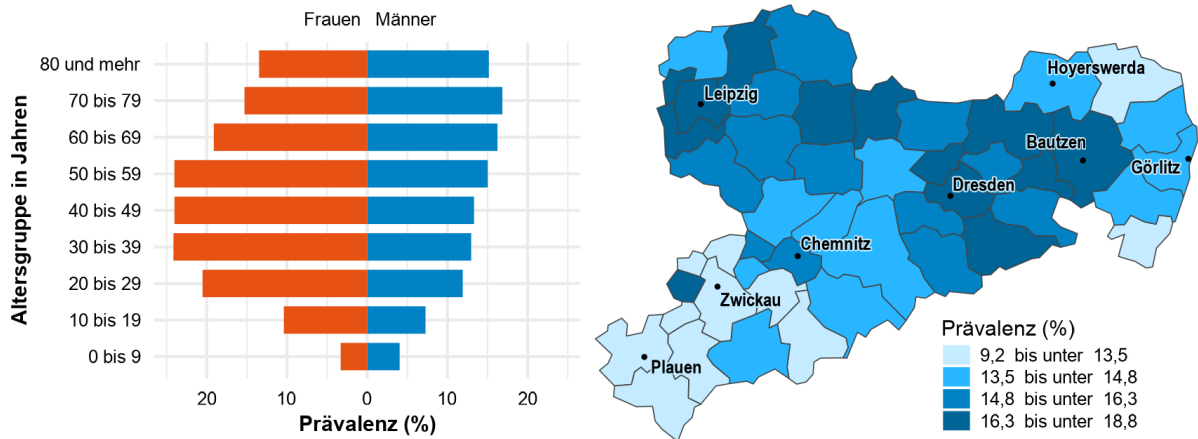 Frauen Männer
Altersgruppe in Jahren
80 und mehr
70 bis 79
60 bis 69
50 bis 59
40 bis 49
30 bis 39
20 bis 29
10 bis 19
0 bis 9
20 10 0 10 20
Prävalenz (%)
Hoyerswerda
Leipzig
Bautzen
Görlitz
Dresden
Chemnitz
Zwickau
Plauen
Prävalenz (%)
9,2 bis unter 13,5
13,5 bis unter 14,8
14,8 bis unter 16,3
16,3 bis unter 18,8